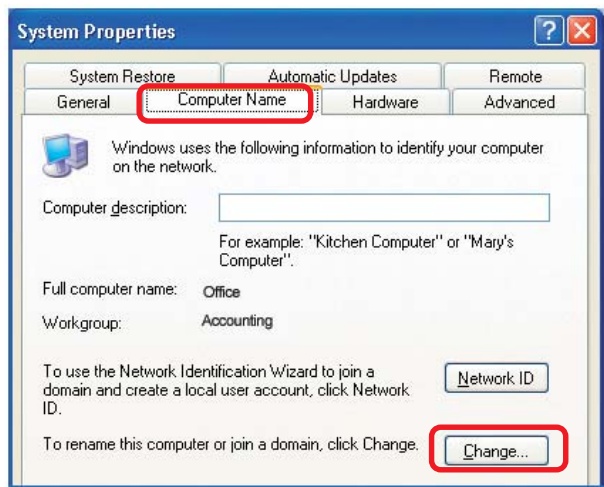 System Properties
System Restore Automatic Updates Remote
General Computer Name Hardware Advanced
Windows uses the following information to identify your computer
on the network.
Computer description:
For example: "Kitchen Computer" or "Mary's
Computer".
Full computer name: Office
Workgroup: Accounting
To use the Network Identification Wizard to join a
domain and create a local user account, click Network
ID.
Network ID
To rename this computer or join a domain, click Change.
Change...